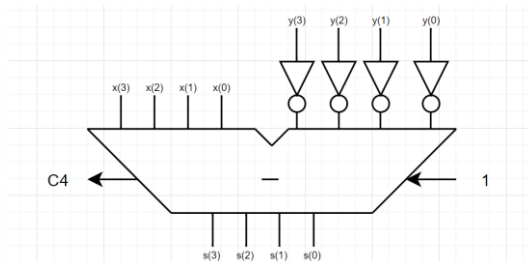 y(3) y(2) y(1) y(0)
x(3) x(2) x(1) x(0)
C4 — 1
s(3) s(2) s(1) s(0)